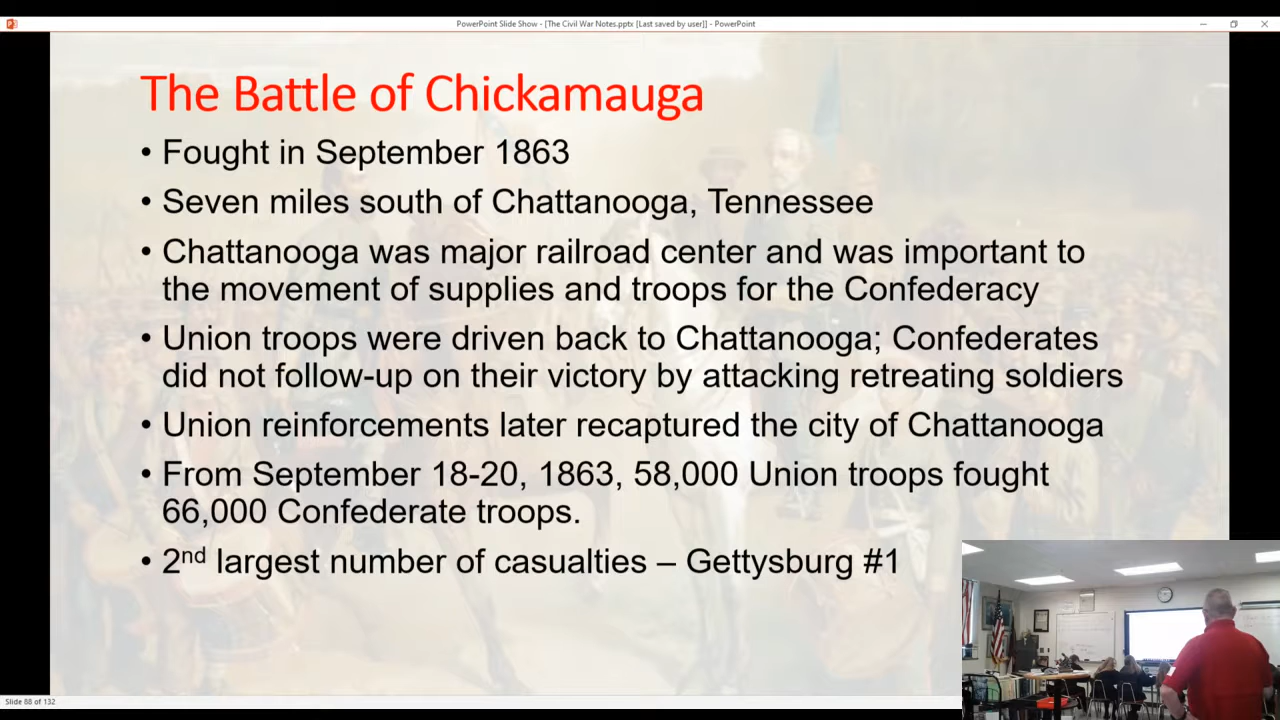 PowerPoint Slide Show - [The Civil War Notes.pptx [Last saved by user]] - PowerPoint
The Battle of Chickamauga
• Fought in September 1863
• Seven miles south of Chattanooga, Tennessee
• Chattanooga was major railroad center and was important to
the movement of supplies and troops for the Confederacy
• Union troops were driven back to Chattanooga; Confederates
did not follow-up on their victory by attacking retreating soldiers
• Union reinforcements later recaptured the city of Chattanooga
• From September 18-20, 1863, 58,000 Union troops fought
66,000 Confederate troops.
• 2nd largest number of casualties – Gettysburg #1
Slide 88 of 132